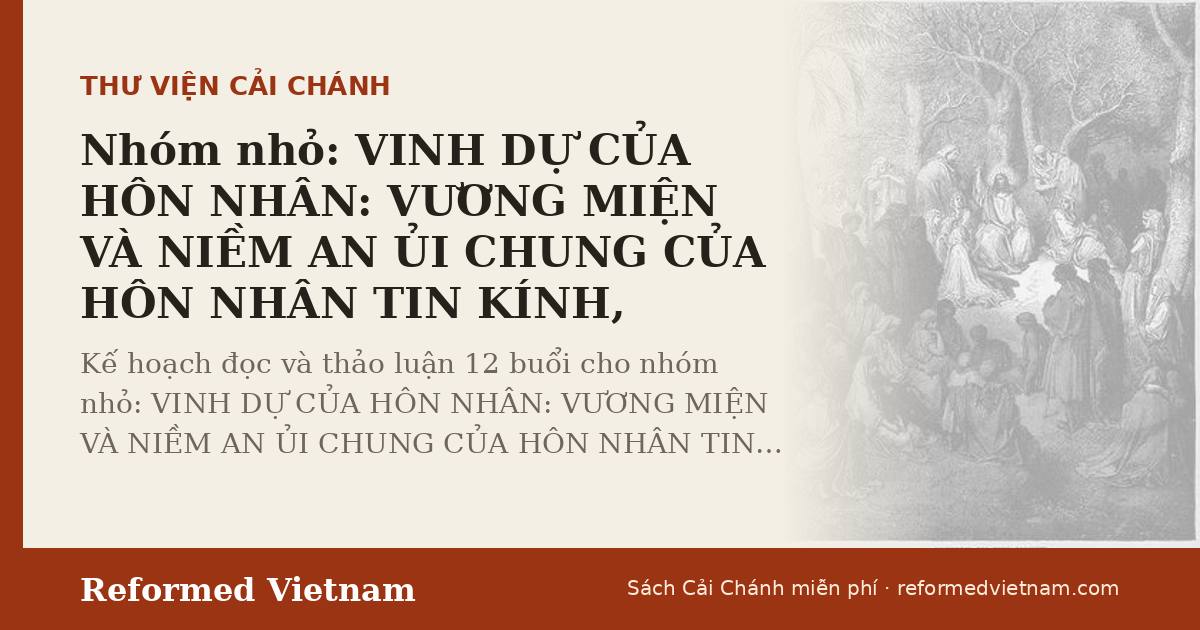 THƯ VIỆN CẢI CHÁNH
Nhóm nhỏ: VINH DỰ CỦA
HÔN NHÂN: VƯƠNG MIỆN
VÀ NIỀM AN ỦI CHUNG CỦA
HÔN NHÂN TIN KÍNH,
Kế hoạch đọc và thảo luận 12 buổi cho nhóm
nhỏ: VINH DỰ CỦA HÔN NHÂN: VƯƠNG MIỆN
VÀ NIỀM AN ỦI CHUNG CỦA HÔN NHÂN TIN...
Reformed Vietnam
Sách Cải Chánh miễn phí · reformedvietnam.com